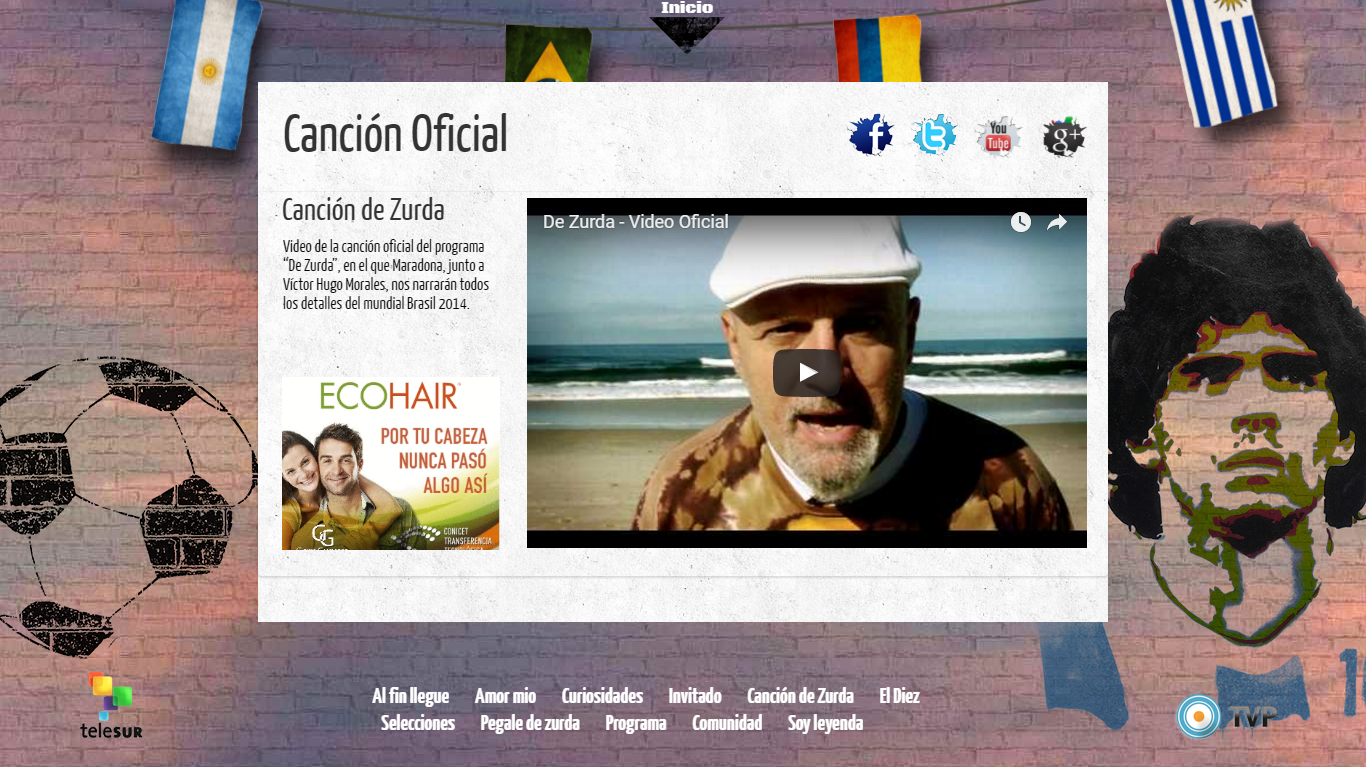 Inicio
Canción Oficial
f
t
You
Tube
g+
Canción de Zurda
Video de la canción oficial del programa
“De Zurda”, en el que Maradona, junto a
Víctor Hugo Morales, nos narrarán todos
los detalles del mundial Brasil 2014.
De Zurda - Video Oficial
ECOHAIR
POR TU CABEZA
NUNCA PASÓ
ALGO ASÍ
CONICET
TRANSFERENCIA
Al fin llegue Amor mio Curiosidades Invitado Canción de Zurda El Diez
Selecciones Pegale de zurda Programa Comunidad Soy leyenda
teleSUR
TVP